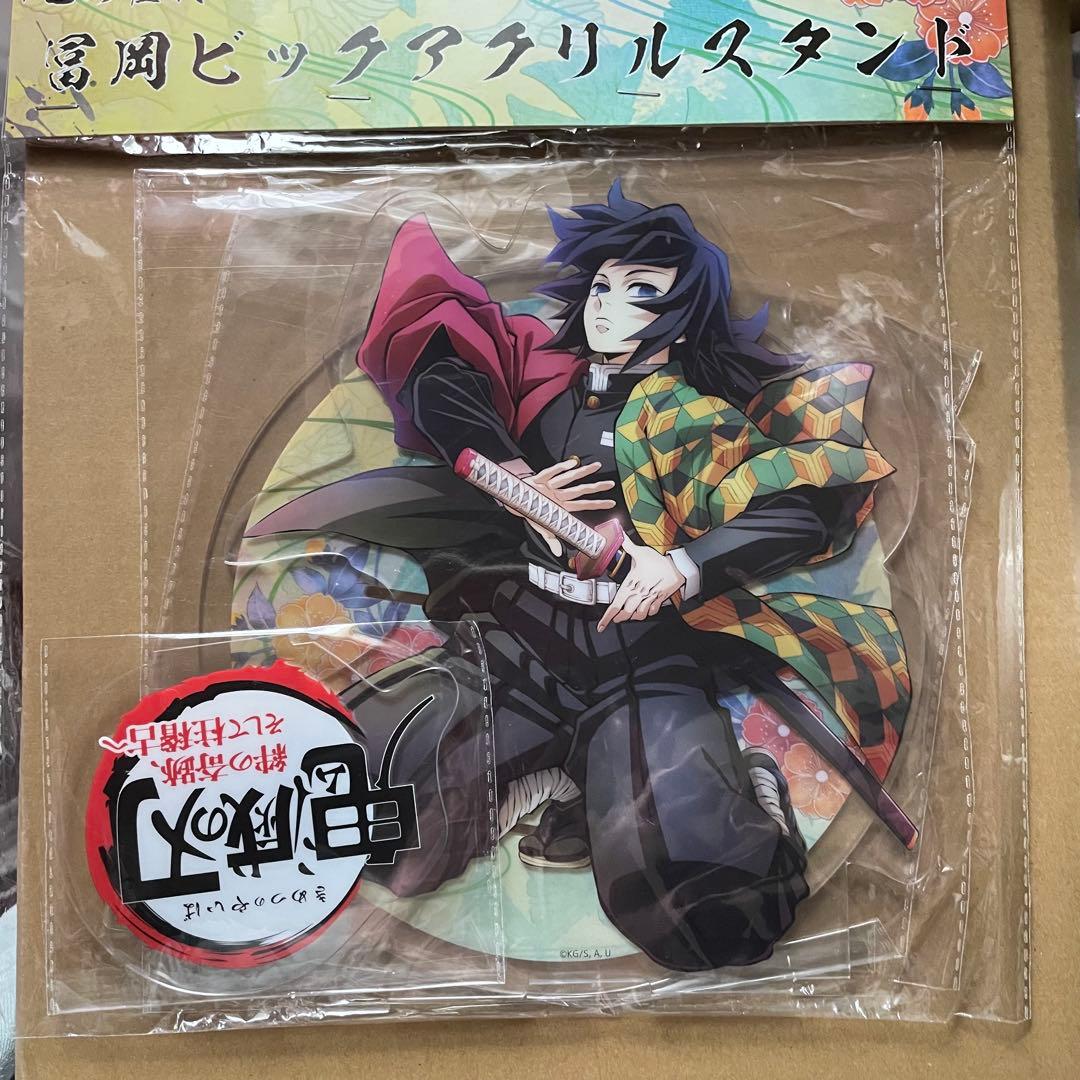 冨岡ビックアクリルスタンド
鬼滅の刃
きめつのやいば
絆の奇跡、
そして柱稽古へ
©KG/S, A, U